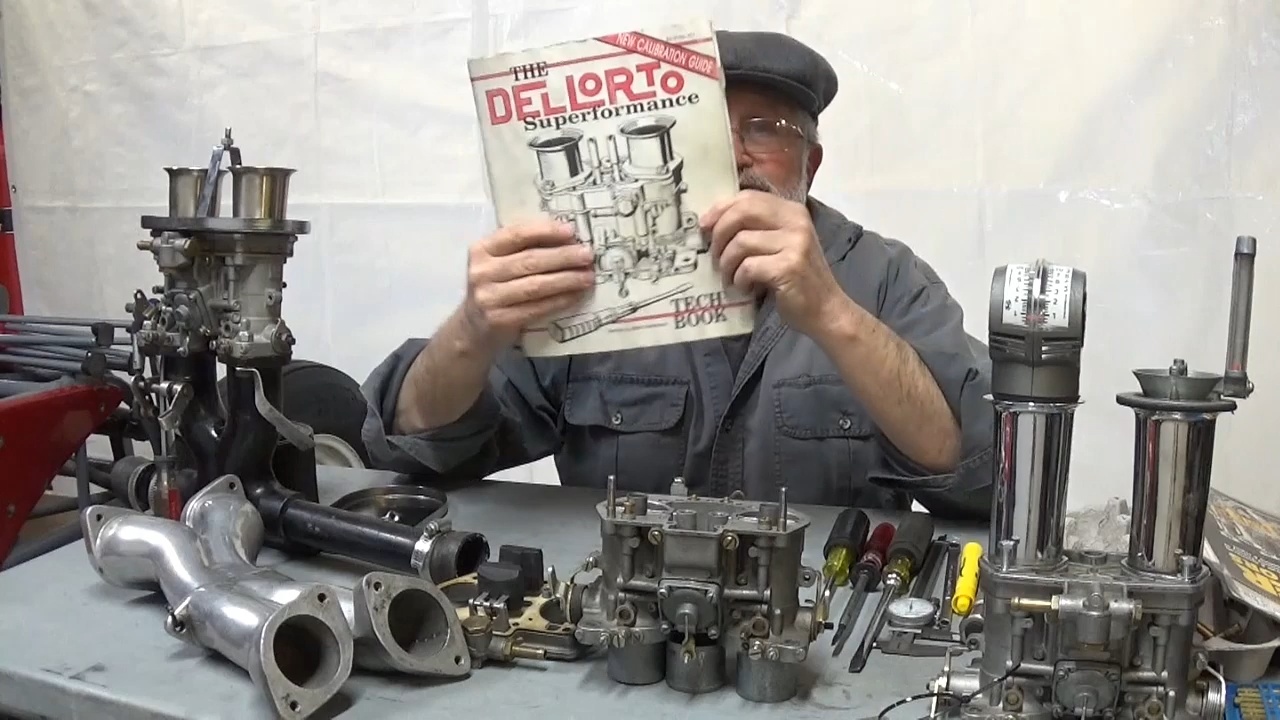 NEW CALIBRATION GUIDE
THE
DELLORTO
Superformance
TECH
BOOK